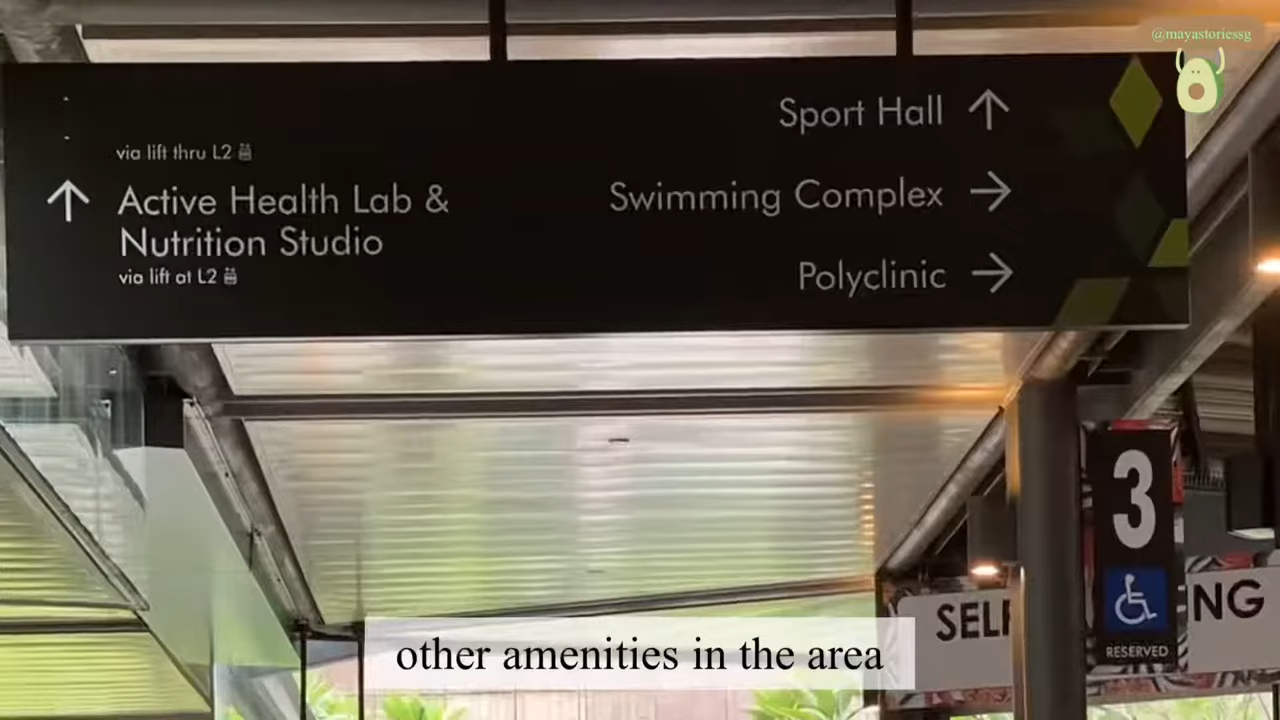 @mayastoriessg
via lift thru L2
Active Health Lab &
Nutrition Studio
via lift at L2
Sport Hall
Swimming Complex
Polyclinic
3
RESERVED
SELF
NG
other amenities in the area